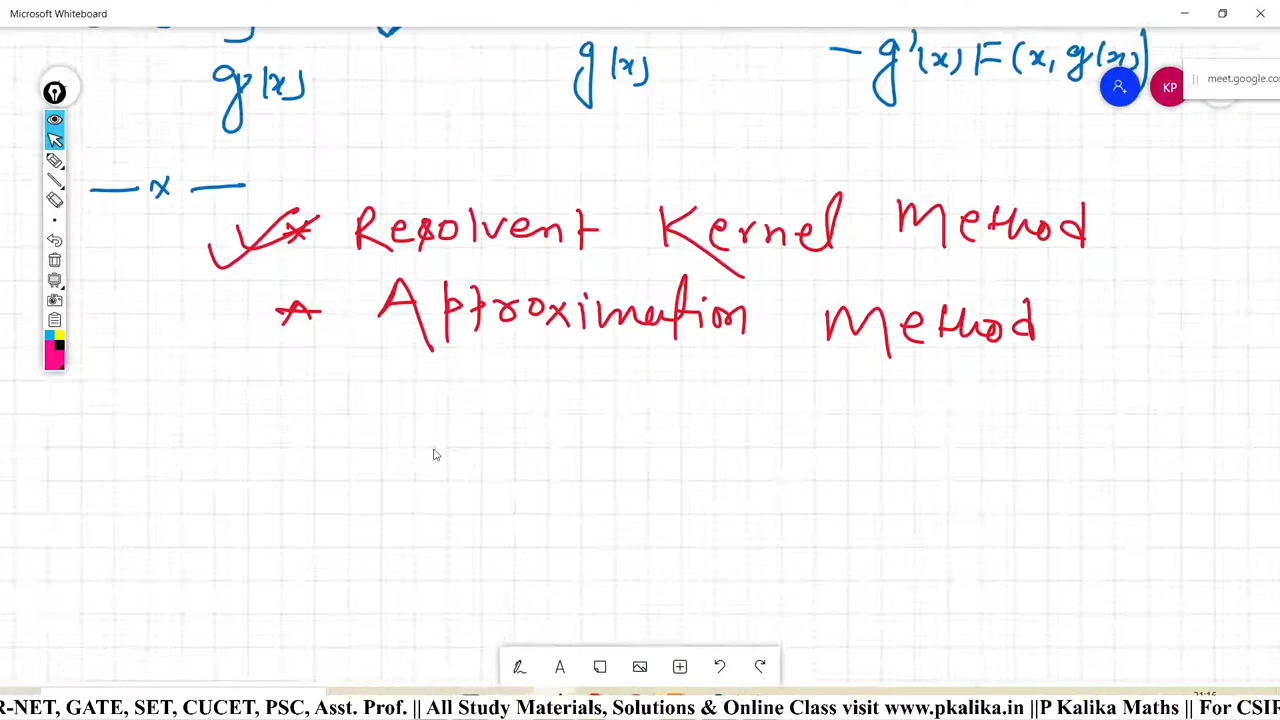 Microsoft Whiteboard
g'(x) g(x) - g'(x) F(x, g(x))
KP
meet.google.co
— x —
* Resolvent Kernel Method
* Approximation Method
R-NET, GATE, SET, CUCET, PSC, Asst. Prof. || All Study Materials, Solutions & Online Class visit www.pkalika.in ||P Kalika Maths || For CSI